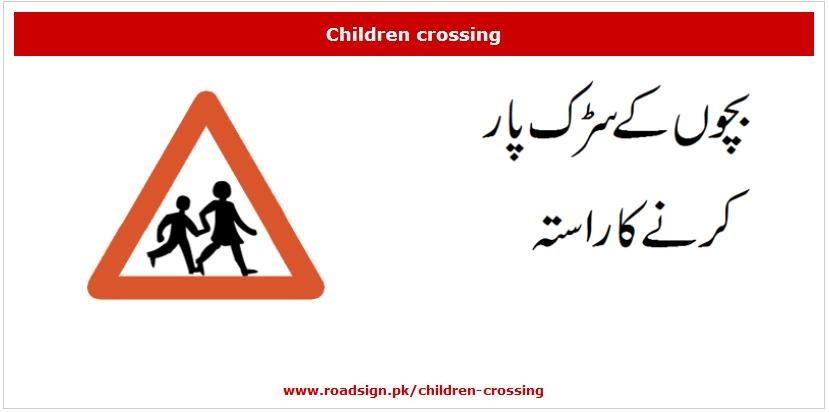 Children crossing
بچوں کے سڑک پار
کرنے کا راستہ
www.roadsign.pk/children-crossing